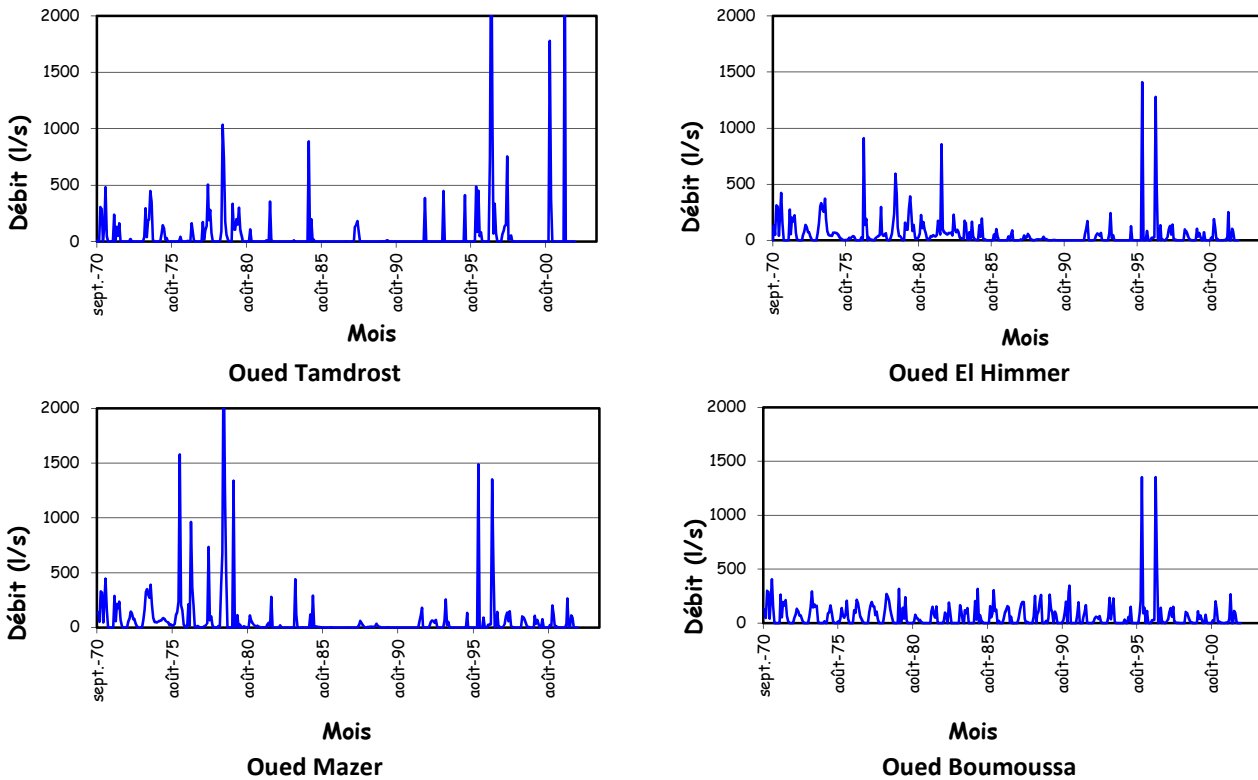 2000
1500
1000
500
0
Débit (l/s)
sept.-70
août-75
août-80
août-85
août-90
août-95
août-00
Mois
Oued Tamdrost
2000
1500
1000
500
0
Débit (l/s)
sept.-70
août-75
août-80
août-85
août-90
août-95
août-00
Mois
Oued El Himmer
2000
1500
1000
500
0
Débit (l/s)
sept.-70
août-75
août-80
août-85
août-90
août-95
août-00
Mois
Oued Mazer
2000
1500
1000
500
0
Débit (l/s)
sept.-70
août-75
août-80
août-85
août-90
août-95
août-00
Mois
Oued Boumoussa